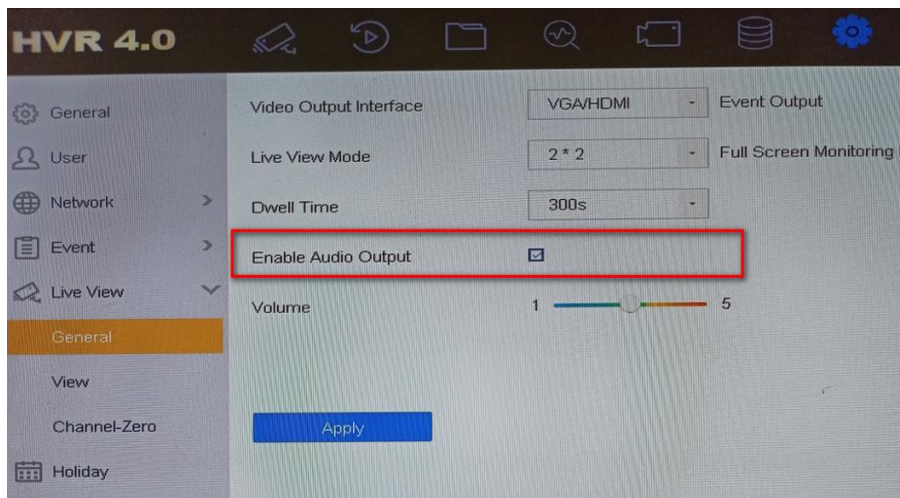 HVR 4.0
General
User
Network
Event
Live View
General
View
Channel-Zero
Holiday
Video Output Interface VGA/HDMI Event Output
Live View Mode 2 * 2 Full Screen Monitoring
Dwell Time 300s
Enable Audio Output
Volume 1 5
Apply